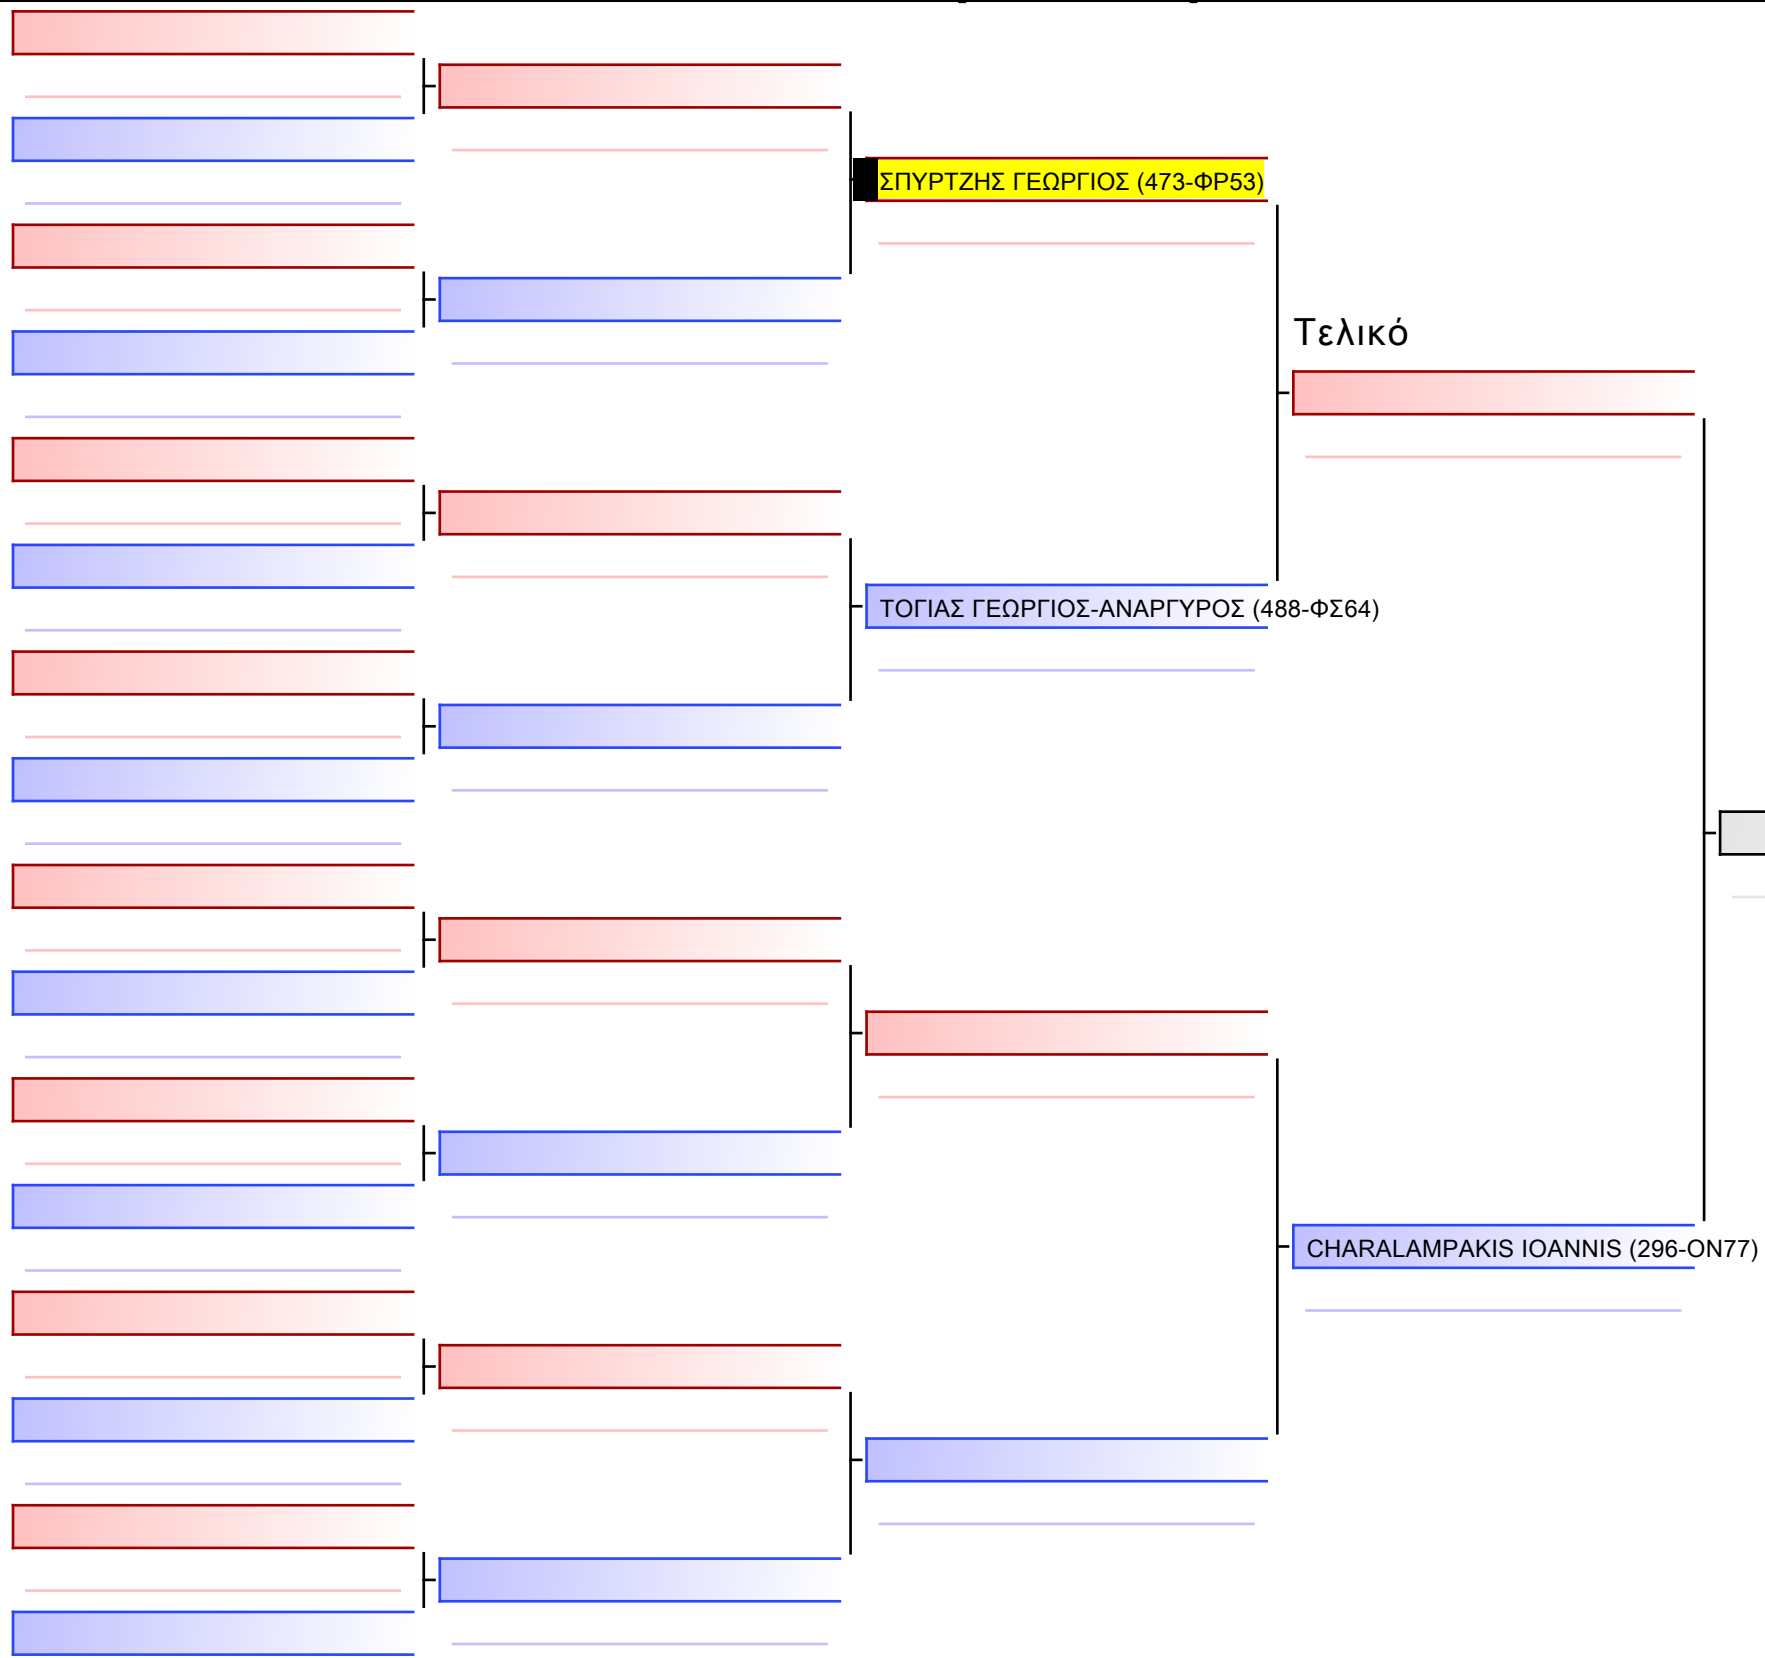 ΣΠΥΡΤΖΗΣ ΓΕΩΡΓΙΟΣ (473-ΦΡ53)
Τελικό
ΤΟΓΙΑΣ ΓΕΩΡΓΙΟΣ-ΑΝΑΡΓΥΡΟΣ (488-ΦΣ64)
CHARALAMPAKIS IOANNIS (296-ON77)